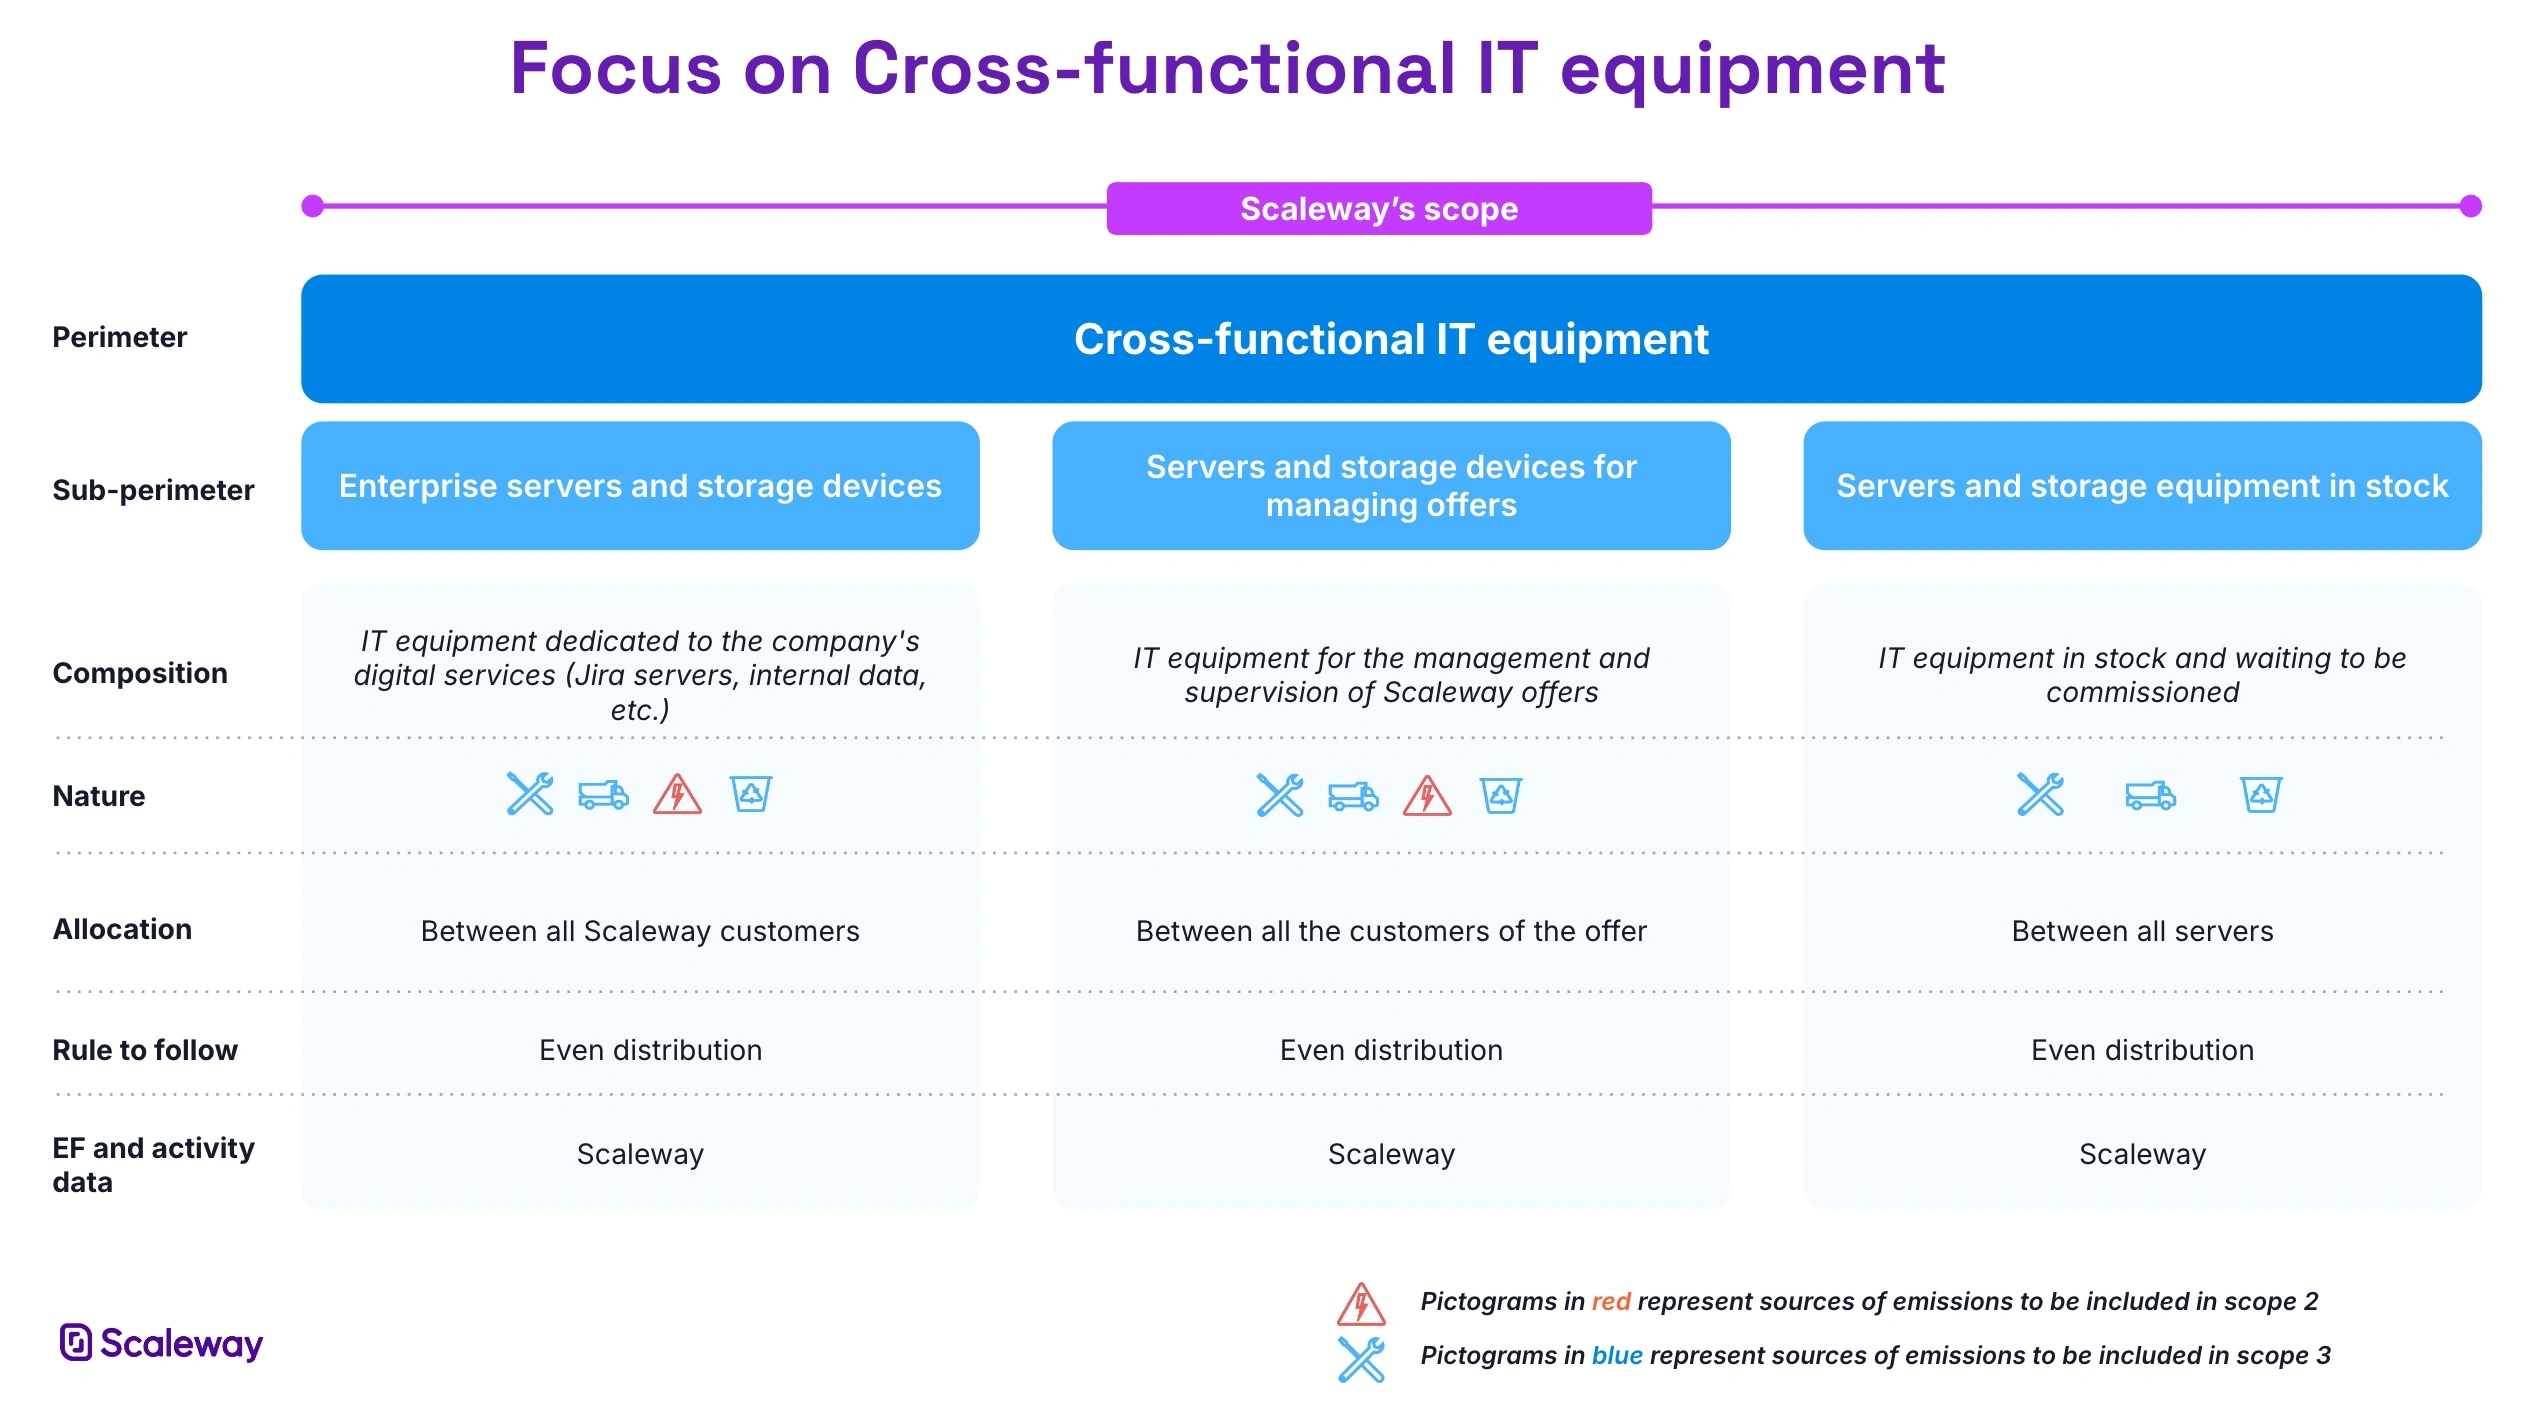 Focus on Cross-functional IT equipment
Scaleway’s scope
Perimeter
Cross-functional IT equipment
Sub-perimeter
Enterprise servers and storage devices
Servers and storage devices for
managing offers
Servers and storage equipment in stock
Composition
IT equipment dedicated to the company's
digital services (Jira servers, internal data,
etc.)
IT equipment for the management and
supervision of Scaleway offers
IT equipment in stock and waiting to be
commissioned
Nature
Allocation
Between all Scaleway customers
Between all the customers of the offer
Between all servers
Rule to follow
Even distribution
Even distribution
Even distribution
EF and activity
data
Scaleway
Scaleway
Scaleway
Pictograms in red represent sources of emissions to be included in scope 2
Pictograms in blue represent sources of emissions to be included in scope 3
Scaleway